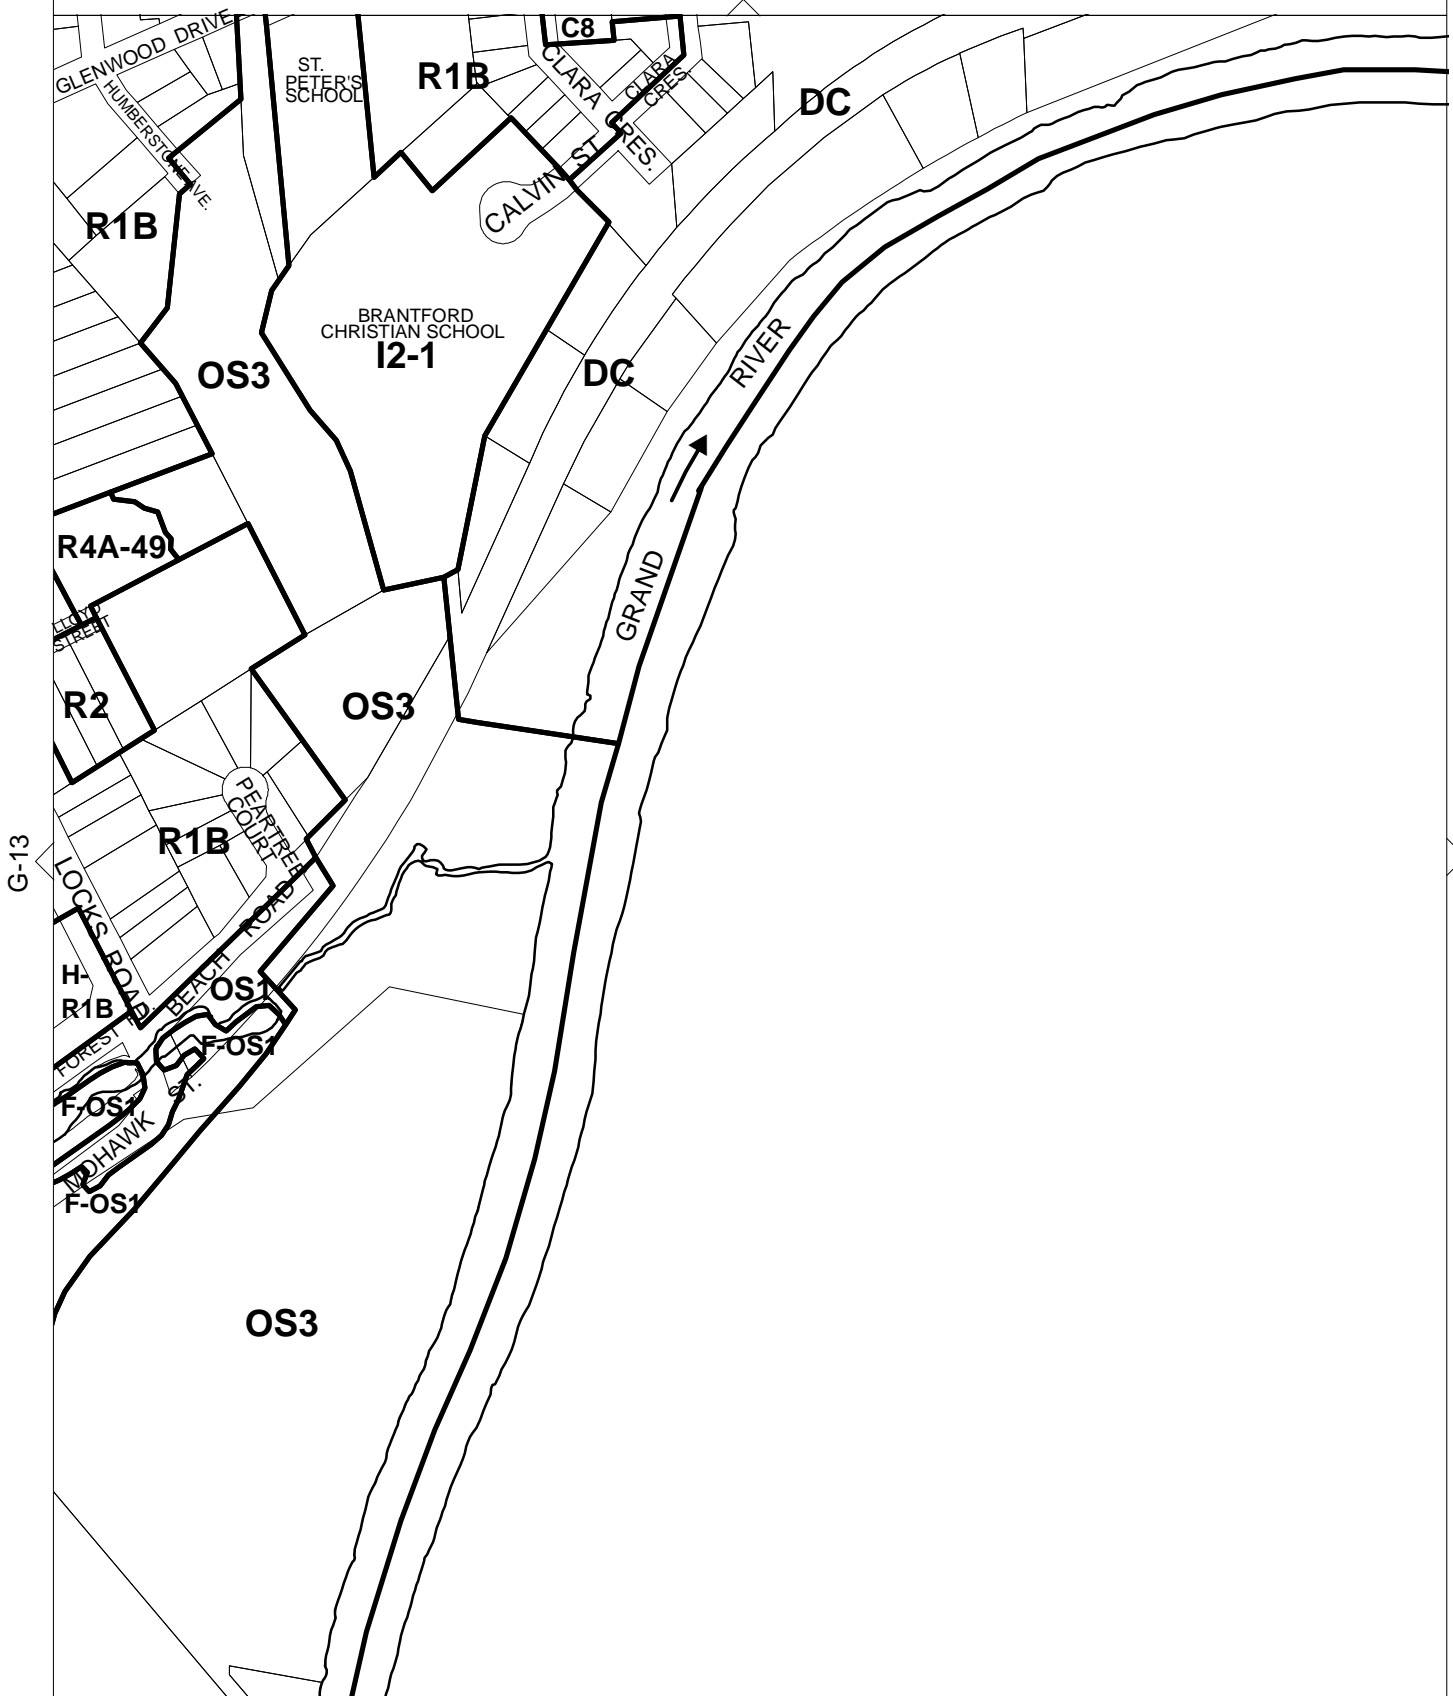 C8
GLENWOOD DRIVE
ST.
PETER'S
SCHOOL
R1B
CLARA CRES.
CLARA
CRES.
DC
HUMBERSTONE AVE.
CALVIN ST.
R1B
BRANTFORD
CHRISTIAN SCHOOL
I2-1
OS3
DC
RIVER
GRAND
R4A-49
LLOYD
STREET
R2
OS3
PEARTREE
COURT
R1B
G-13
LOCKS ROAD
BEACH ROAD
H-
R1B
OS1
FOREST RD.
F-OS1
F-OS1
MOHAWK ST.
F-OS1
OS3